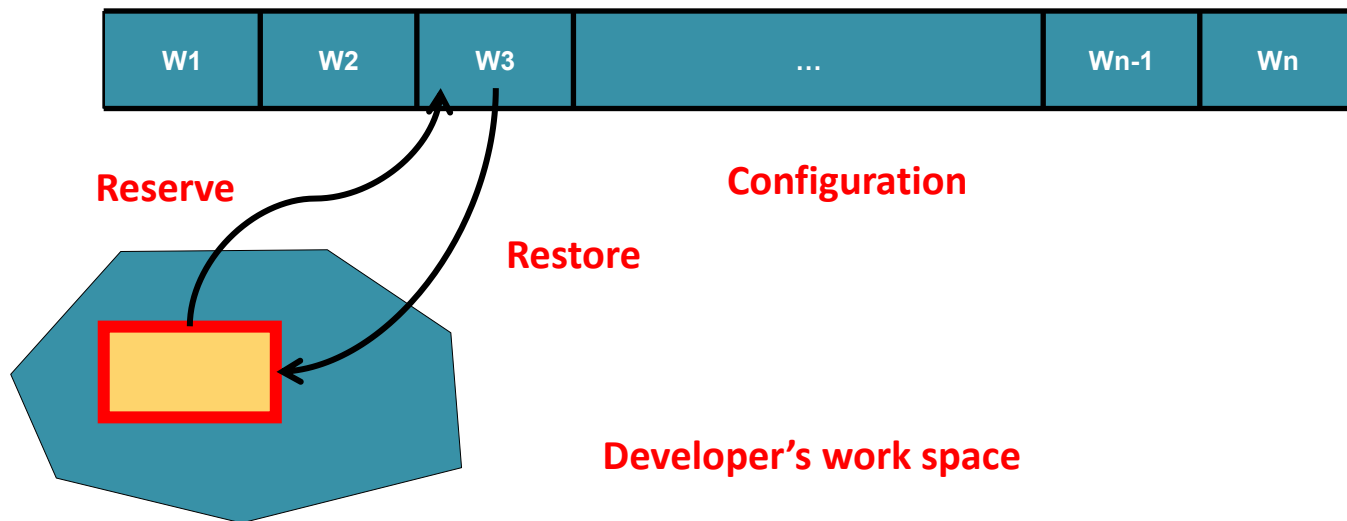 W1 W2 W3 … Wn-1 Wn
Reserve
Configuration
Restore
Developer’s work space